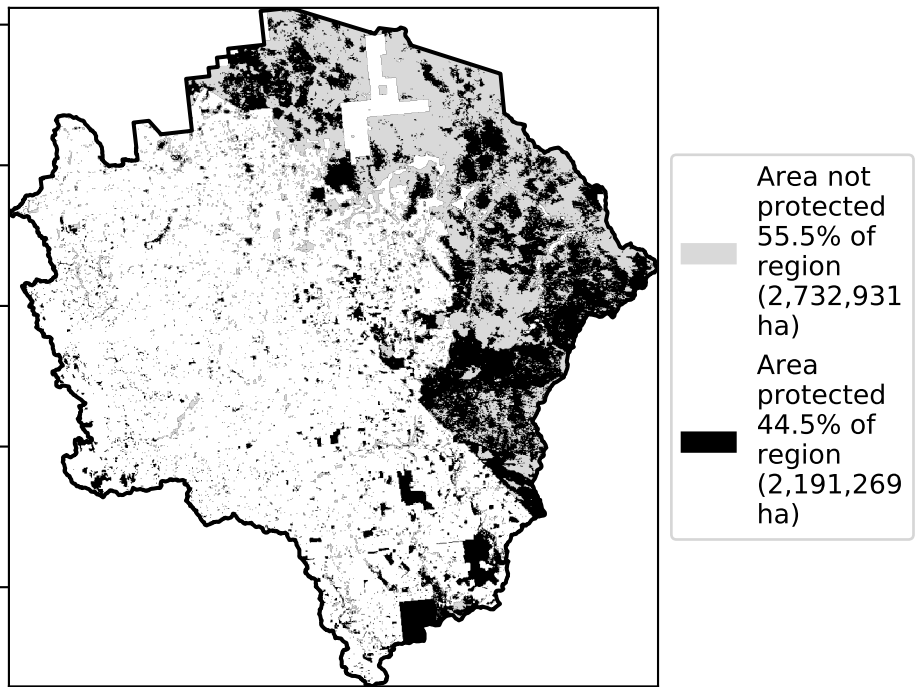 Area not
protected
55.5% of
region
(2,732,931
ha)
Area
protected
44.5% of
region
(2,191,269
ha)